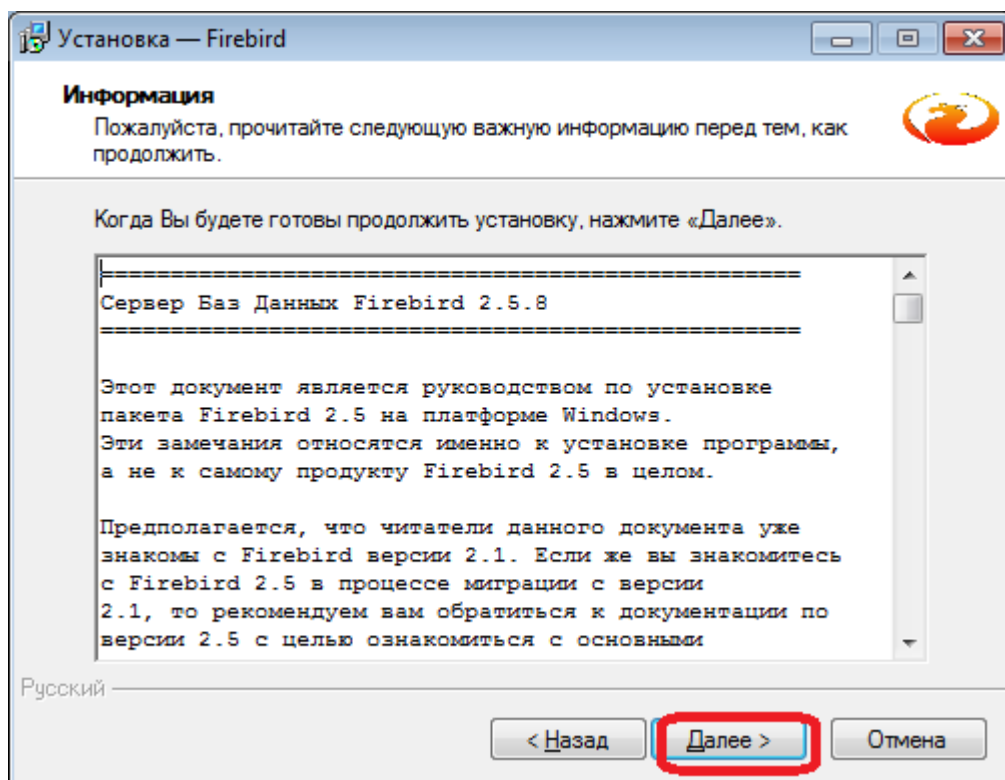 Установка — Firebird
Информация
Пожалуйста, прочитайте следующую важную информацию перед тем, как
продолжить.
Когда Вы будете готовы продолжить установку, нажмите «Далее».
==================================================
Сервер Баз Данных Firebird 2.5.8
==================================================
Этот документ является руководством по установке
пакета Firebird 2.5 на платформе Windows.
Эти замечания относятся именно к установке программы,
а не к самому продукту Firebird 2.5 в целом.
Предполагается, что читатели данного документа уже
знакомы с Firebird версии 2.1. Если же вы знакомитесь
с Firebird 2.5 в процессе миграции с версии
2.1, то рекомендуем вам обратиться к документации по
версии 2.5 с целью ознакомиться с основными
Русский
< Назад
Далее >
Отмена